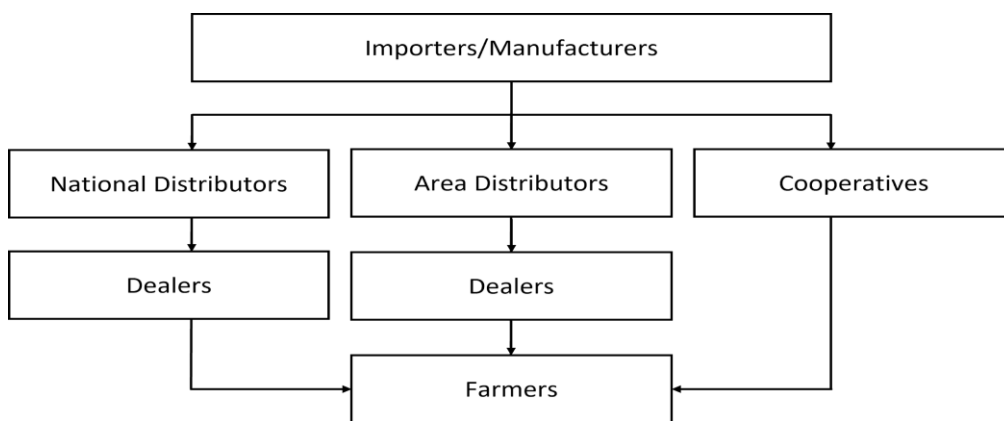 Importers/Manufacturers
National Distributors
Area Distributors
Cooperatives
Dealers
Dealers
Farmers